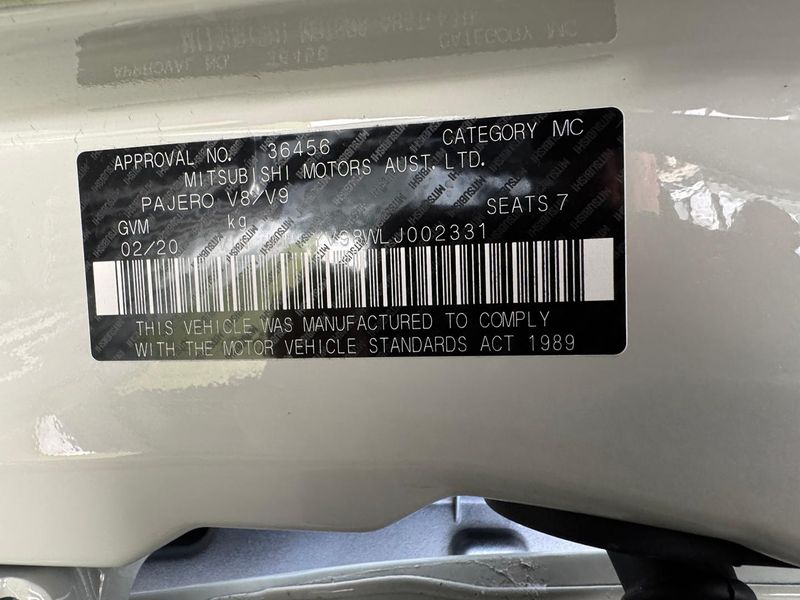 APPROVAL NO. 36456 CATEGORY MC
MITSUBISHI MOTORS AUST. LTD.
PAJERO V8/V9 SEATS 7
GVM kg
02/20 V98WLJ002331
THIS VEHICLE WAS MANUFACTURED TO COMPLY
WITH THE MOTOR VEHICLE STANDARDS ACT 1989